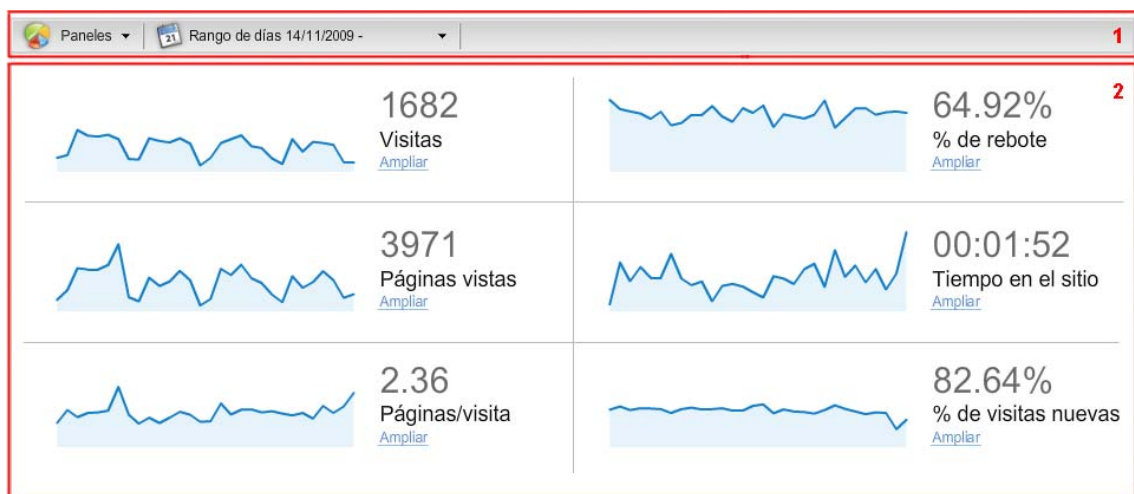 Paneles
21
Rango de días 14/11/2009 -
1
2
1682
Visitas
Ampliar
64.92%
% de rebote
Ampliar
3971
Páginas vistas
Ampliar
00:01:52
Tiempo en el sitio
Ampliar
2.36
Páginas/visita
Ampliar
82.64%
% de visitas nuevas
Ampliar